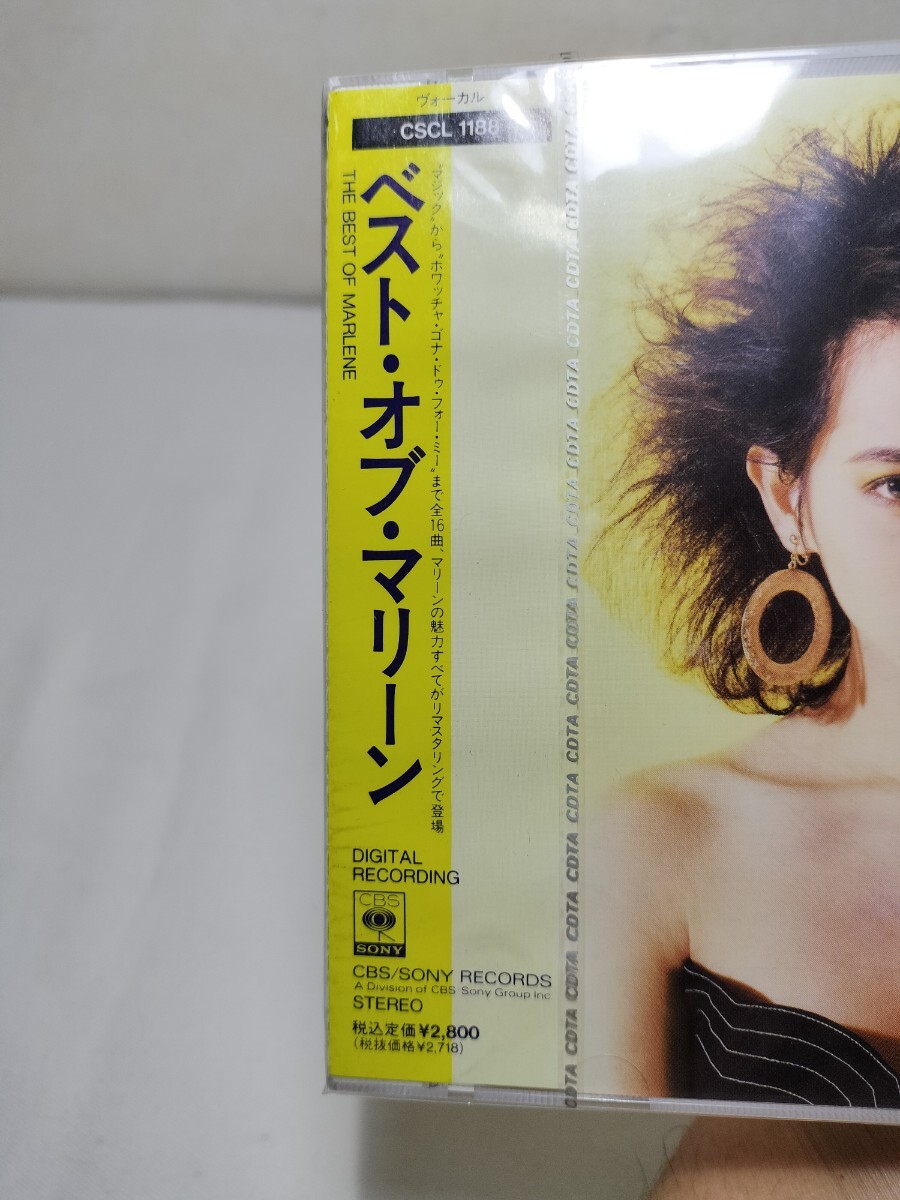 ヴォーカル
CSCL 1188
ベスト・オブ・マリーン
THE BEST OF MARLENE
"マジック"から"ホワッチャ・ゴナ・ドゥ・フォー・ミー"まで全16曲、マリーンの魅力すべてがリマスタリングで登場
DIGITAL
RECORDING
CBS
SONY
CBS/SONY RECORDS
A Division of CBS/Sony Group Inc
STEREO
税込定価¥2,800
(税抜価格¥2,718)
CDTA CDTA CDTA CDTA CDTA CDTA CDTA CDTA CDTA CDTA CDTA CDTA CDTA